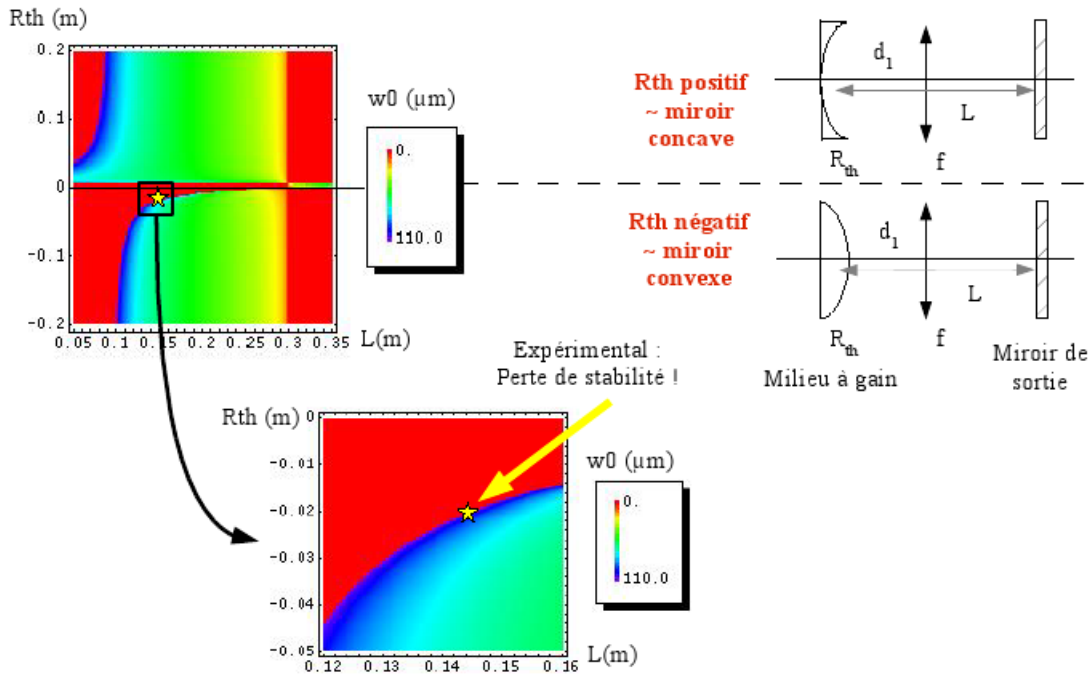 Rth (m)
0.2
0.1
0
-0.1
-0.2
0.05 0.1 0.15 0.2 0.25 0.3 0.35
L(m)
w0 (µm)
0.
110.0
Rth positif
~ miroir
concave
d1
L
Rth
f
Rth négatif
~ miroir
convexe
d1
L
Rth
f
Milieu à gain
Miroir de
sortie
Expérimental :
Perte de stabilité !
Rth (m)
0
-0.01
-0.02
-0.03
-0.04
-0.05
0.12 0.13 0.14 0.15 0.16
L(m)
w0 (µm)
0.
110.0